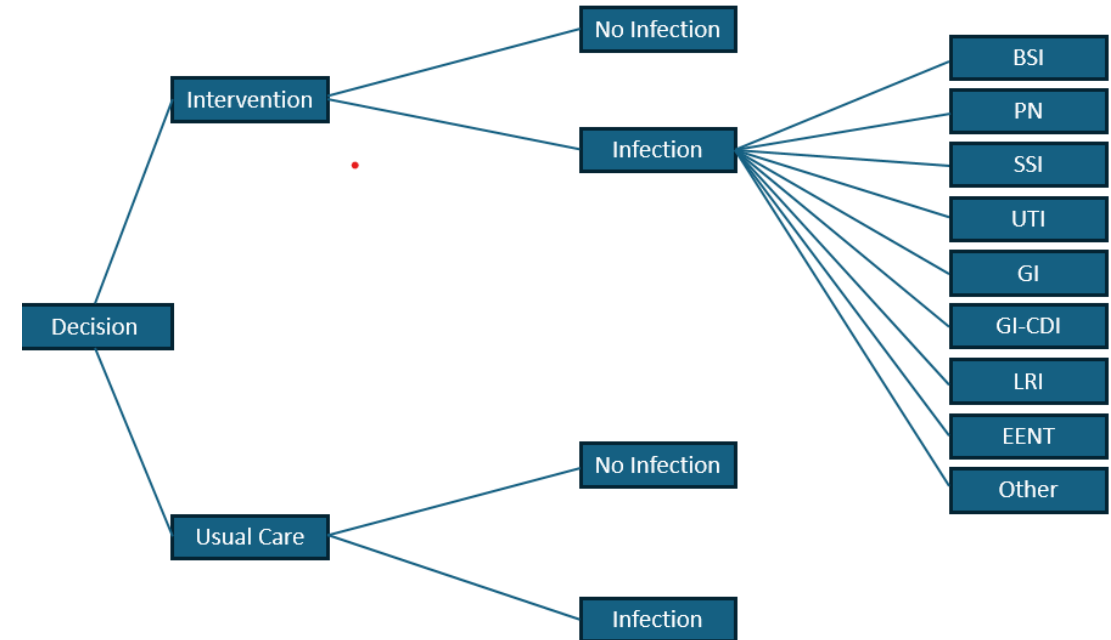 Decision
Intervention
Usual Care
No Infection
Infection
No Infection
Infection
BSI
PN
SSI
UTI
GI
GI-CDI
LRI
EENT
Other